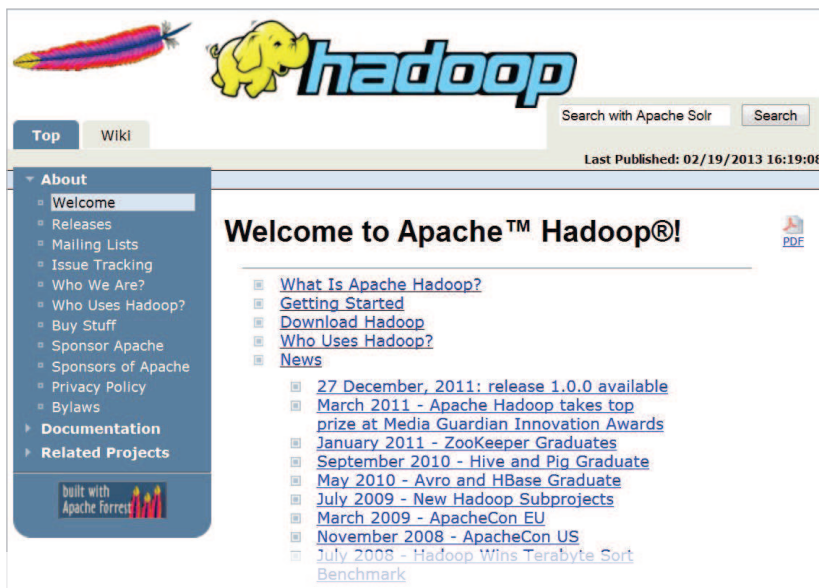 hadoop
Search with Apache Solr
Search
Top
Wiki
Last Published: 02/19/2013 16:19:08
About
Welcome
Releases
Mailing Lists
Issue Tracking
Who We Are?
Who Uses Hadoop?
Buy Stuff
Sponsor Apache
Sponsors of Apache
Privacy Policy
Bylaws
Documentation
Related Projects
built with
Apache Forrest
Welcome to Apache™ Hadoop®!
PDF
What Is Apache Hadoop?
Getting Started
Download Hadoop
Who Uses Hadoop?
News
27 December, 2011: release 1.0.0 available
March 2011 - Apache Hadoop takes top
prize at Media Guardian Innovation Awards
January 2011 - ZooKeeper Graduates
September 2010 - Hive and Pig Graduate
May 2010 - Avro and HBase Graduate
July 2009 - New Hadoop Subprojects
March 2009 - ApacheCon EU
November 2008 - ApacheCon US
July 2008 - Hadoop Wins Terabyte Sort
Benchmark